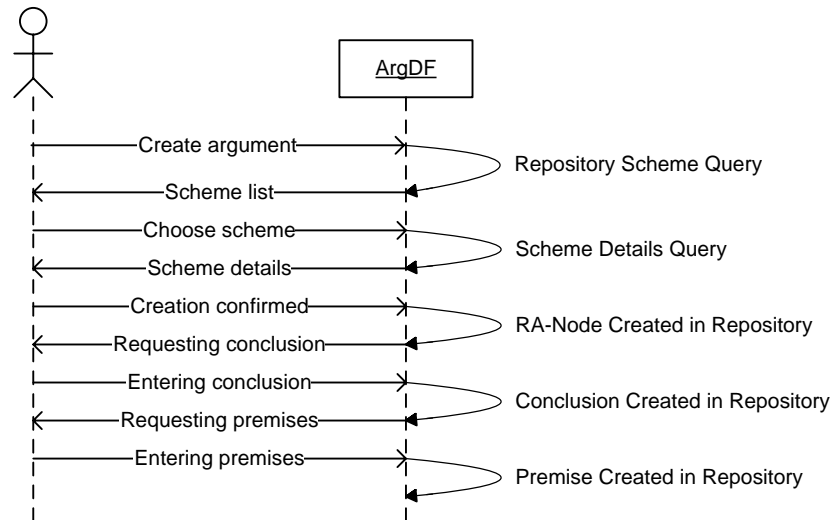 ArgDF
Create argument
Repository Scheme Query
Scheme list
Choose scheme
Scheme Details Query
Scheme details
Creation confirmed
RA-Node Created in Repository
Requesting conclusion
Entering conclusion
Conclusion Created in Repository
Requesting premises
Entering premises
Premise Created in Repository